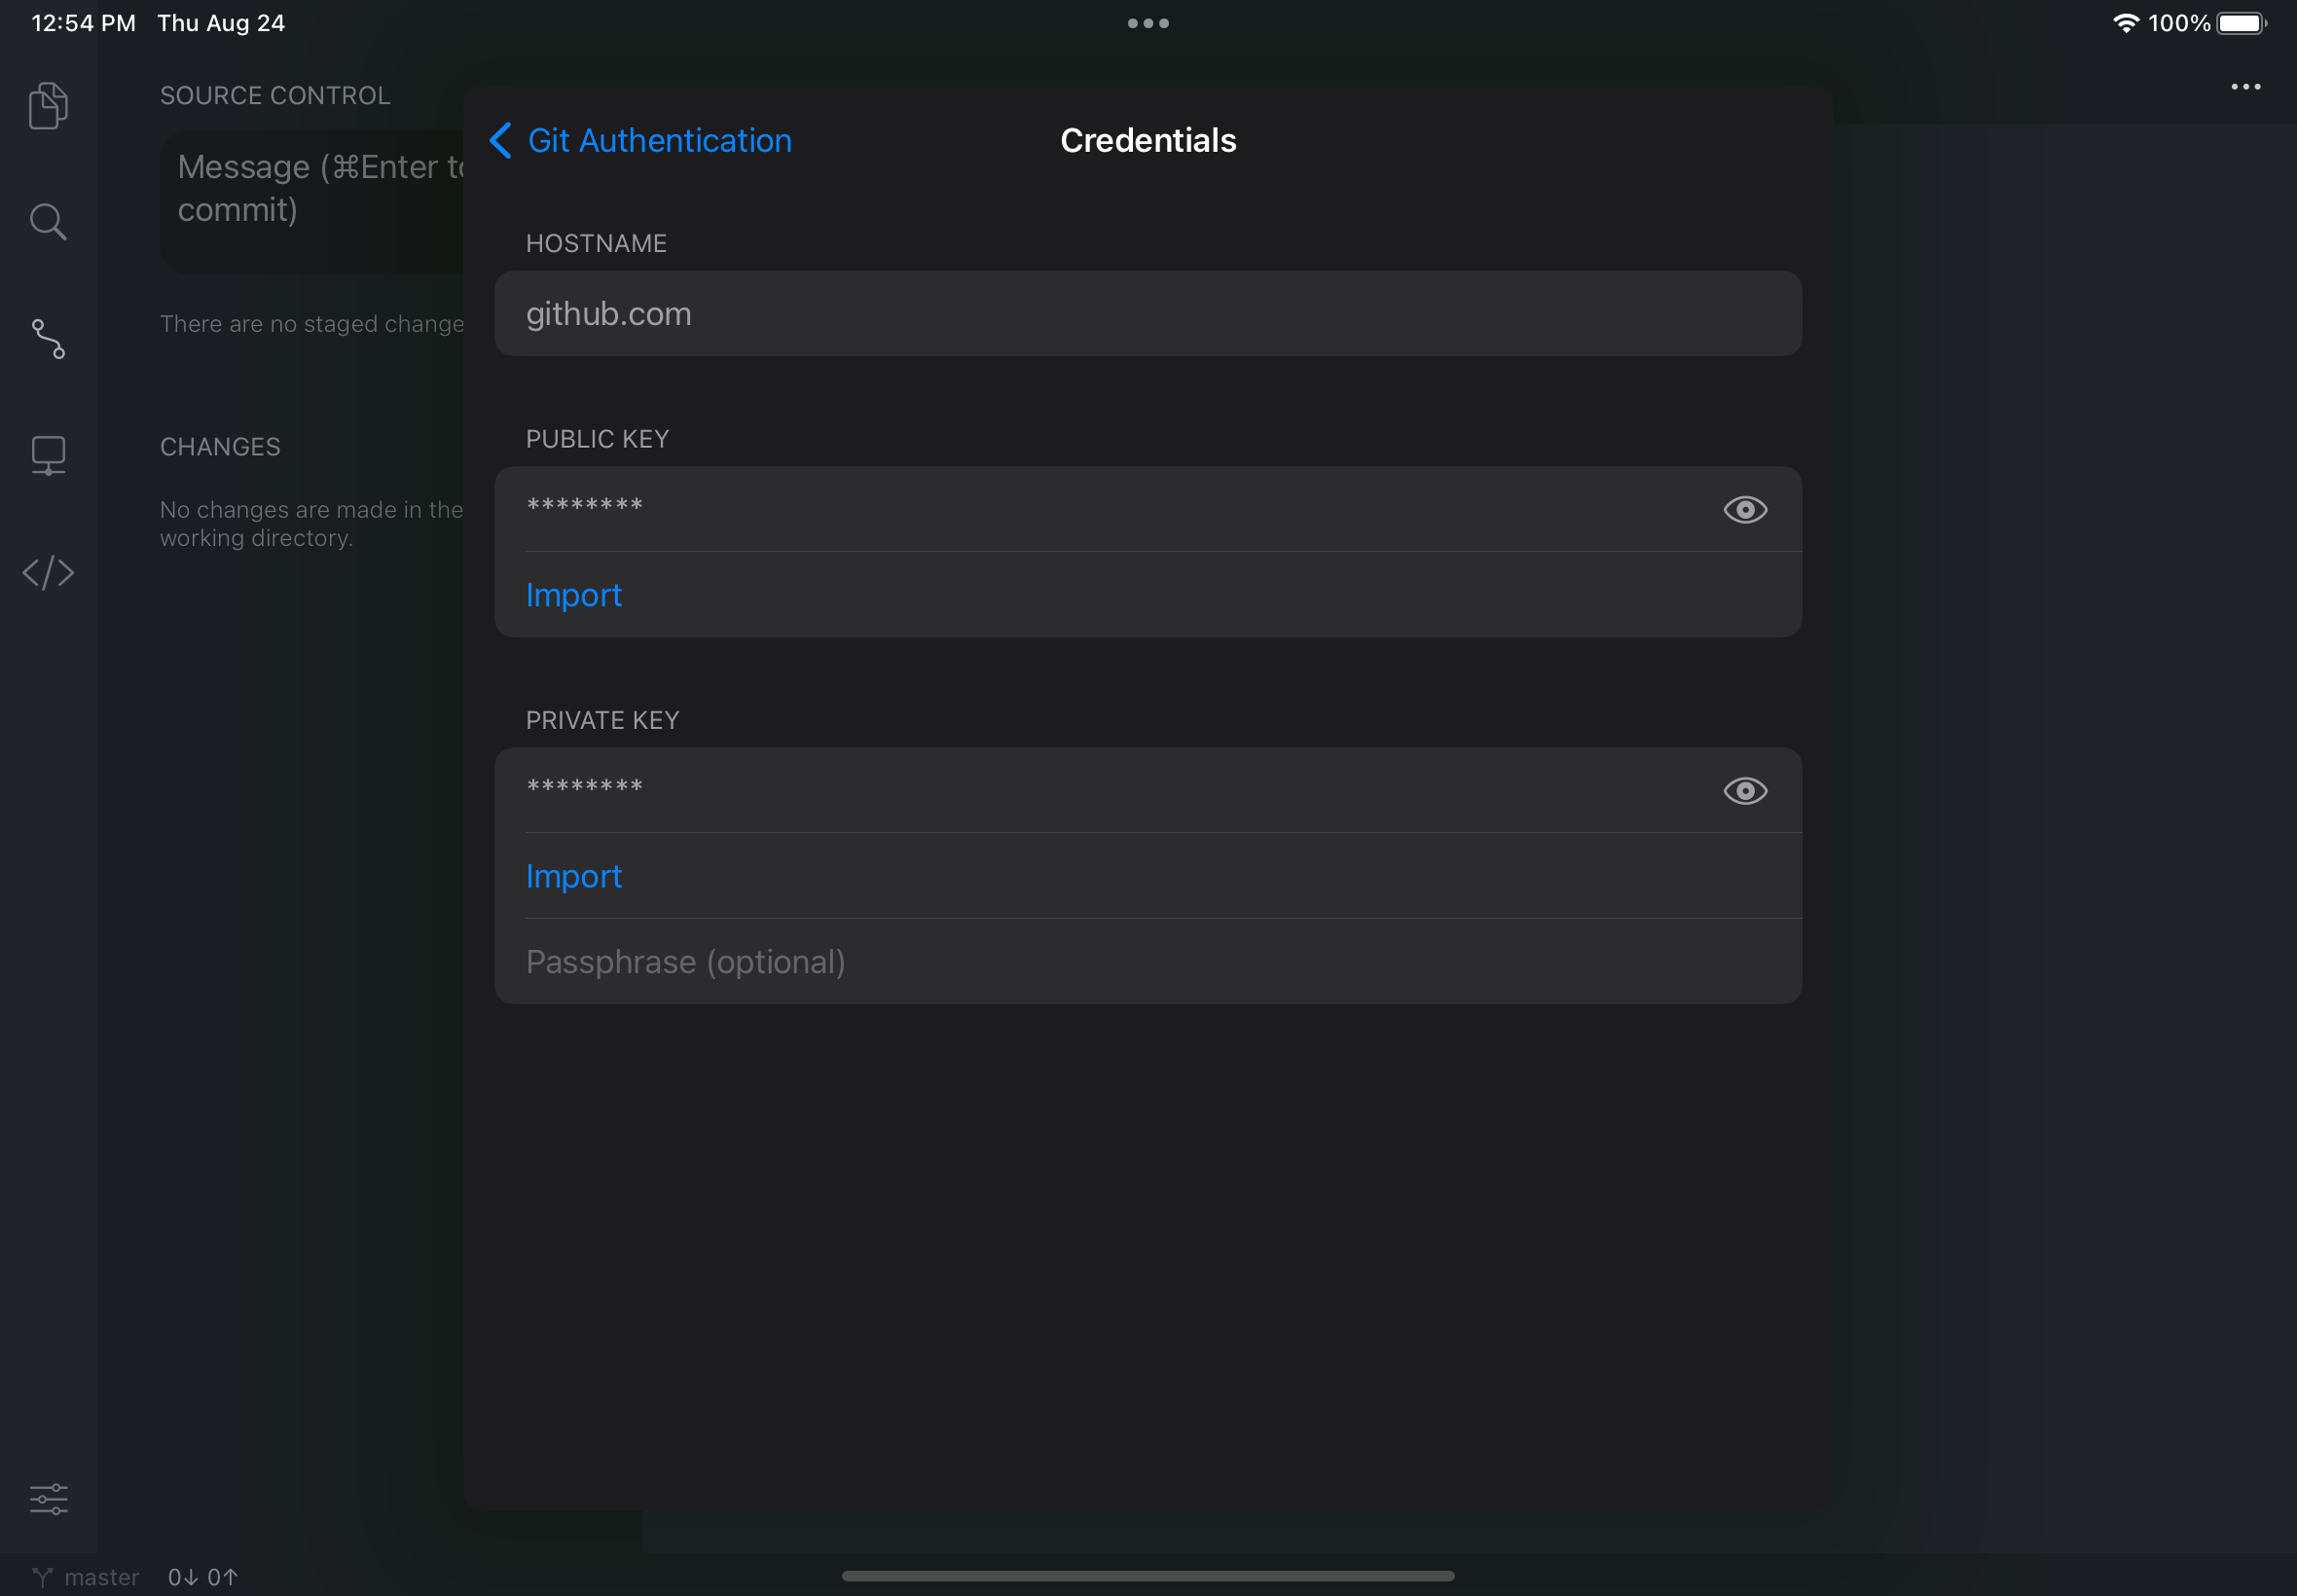 12:54 PM Thu Aug 24
100%
SOURCE CONTROL
Message (⌘Enter to
commit)
There are no staged change
CHANGES
No changes are made in the
working directory.
Git Authentication
Credentials
HOSTNAME
github.com
PUBLIC KEY
********
Import
PRIVATE KEY
********
Import
Passphrase (optional)
master 0↓ 0↑